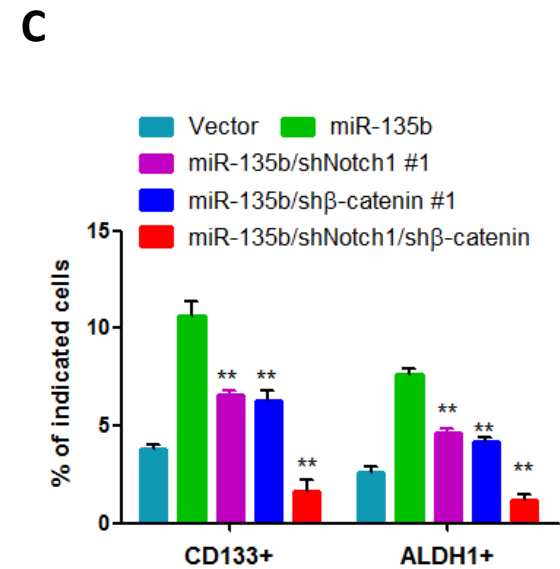 C
Vector miR-135b
miR-135b/shNotch1 #1
miR-135b/shβ-catenin #1
miR-135b/shNotch1/shβ-catenin
% of indicated cells
15
10
5
0
** ** **
** ** **
CD133+ ALDH1+